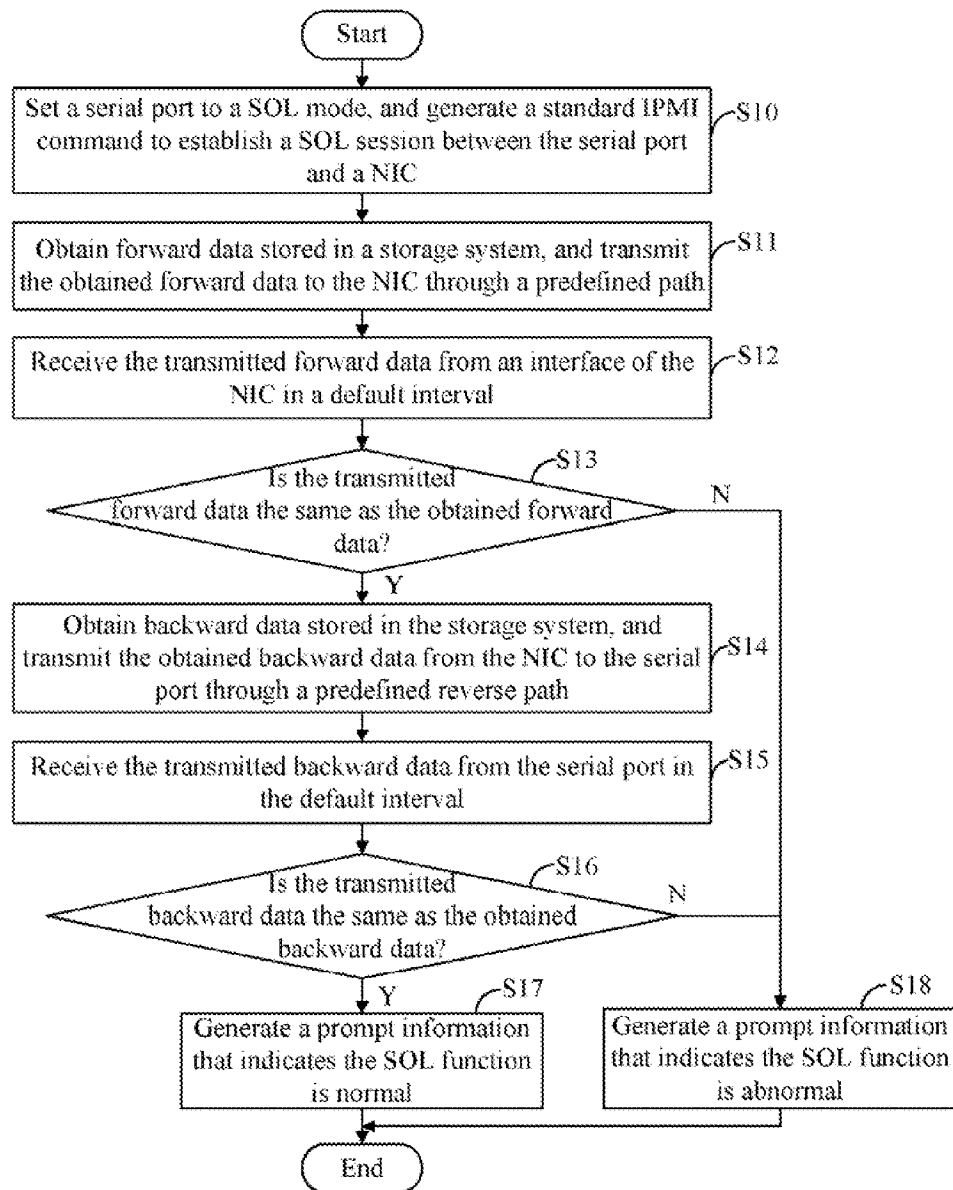 Start
Set a serial port to a SOL mode, and generate a standard IPMI
command to establish a SOL session between the serial port
and a NIC
S10
Obtain forward data stored in a storage system, and transmit
the obtained forward data to the NIC through a predefined path
S11
Receive the transmitted forward data from an interface of the
NIC in a default interval
S12
Is the transmitted
forward data the same as the obtained forward
data?
S13
N
Y
Obtain backward data stored in the storage system, and
transmit the obtained backward data from the NIC to the serial
port through a predefined reverse path
S14
Receive the transmitted backward data from the serial port in
the default interval
S15
Is the transmitted
backward data the same as the obtained
backward data?
S16
N
Y
S17
Generate a prompt information
that indicates the SOL function
is normal
S18
Generate a prompt information
that indicates the SOL function
is abnormal
End